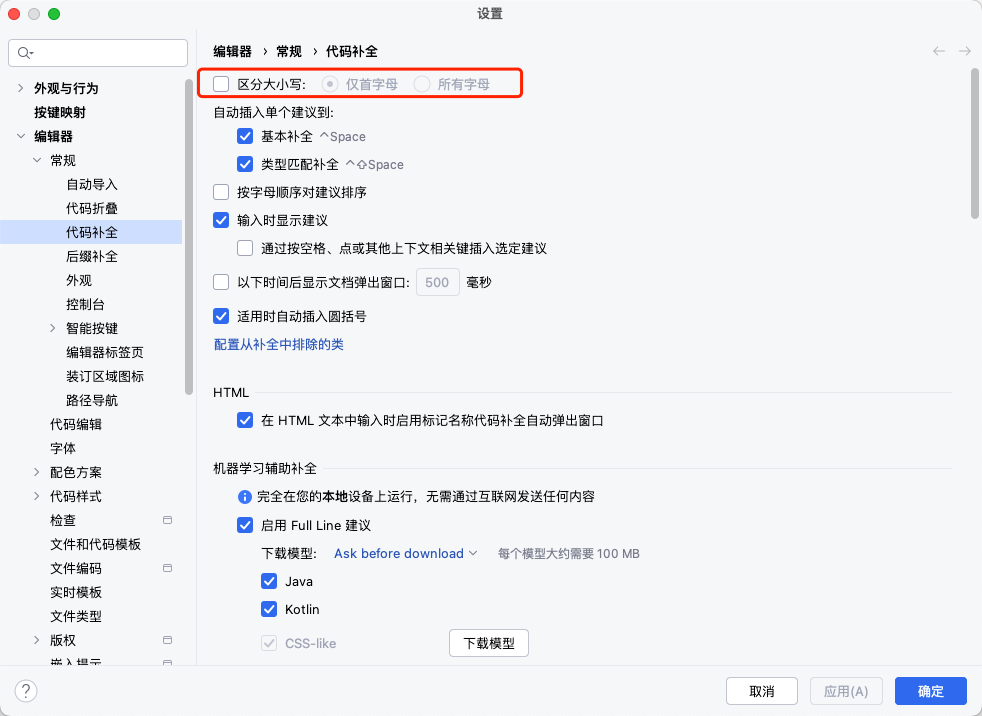 设置
编辑器 › 常规 › 代码补全
外观与行为
按键映射
编辑器
常规
自动导入
代码折叠
代码补全
后缀补全
外观
控制台
智能按键
编辑器标签页
装订区域图标
路径导航
代码编辑
字体
配色方案
代码样式
检查
文件和代码模板
文件编码
实时模板
文件类型
版权
嵌入提示
区分大小写: 仅首字母 所有字母
自动插入单个建议到:
基本补全 ^Space
类型匹配补全 ^⇧Space
按字母顺序对建议排序
输入时显示建议
通过按空格、点或其他上下文相关键插入选定建议
以下时间后显示文档弹出窗口: 500 毫秒
适用时自动插入圆括号
配置从补全中排除的类
HTML
在 HTML 文本中输入时启用标记名称代码补全自动弹出窗口
机器学习辅助补全
完全在您的本地设备上运行，无需通过互联网发送任何内容
启用 Full Line 建议
下载模型: Ask before download 每个模型大约需要 100 MB
Java
Kotlin
CSS-like 下载模型
? 取消 应用(A) 确定